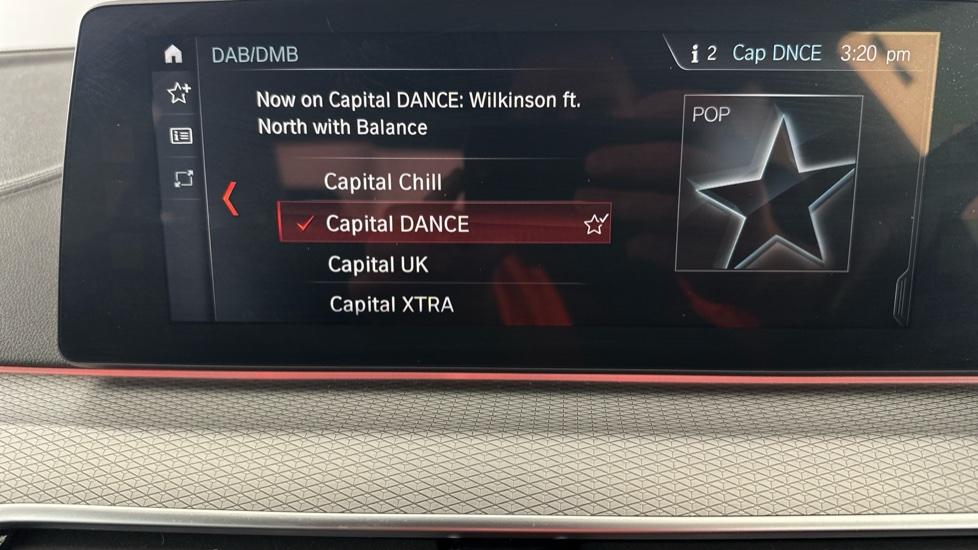 DAB/DMB
i 2 Cap DNCE 3:20 pm
Now on Capital DANCE: Wilkinson ft.
North with Balance
POP
Capital Chill
Capital DANCE
Capital UK
Capital XTRA